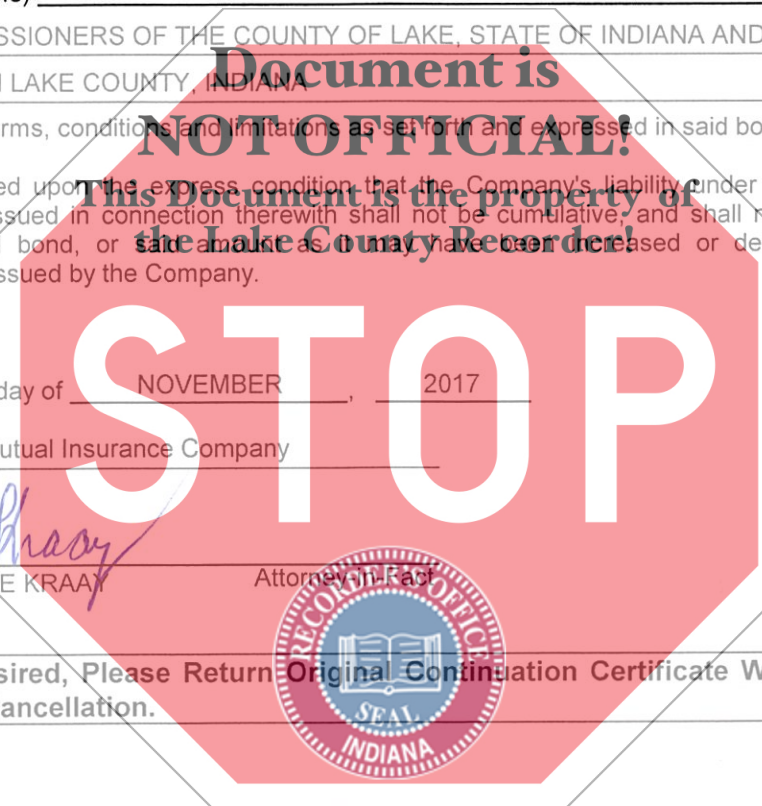 SSIONERS OF THE COUNTY OF LAKE, STATE OF INDIANA AND
LAKE COUNTY, INDIANA
Document is
NOT OFFICIAL!
This Document is the property of
the Lake County Recorder!
rms, conditions and limitations as set forth and expressed in said bo
ed upon the express condition that the Company's liability under
ssued in connection therewith shall not be cumulative, and shall
bond, or said amount as it may have been increased or de
ssued by the Company.
STOP
day of NOVEMBER, 2017
utual Insurance Company
Kraay
E KRAAY Attorney-in-Fact
RECORDER'S OFFICE
SEAL
INDIANA
sired, Please Return Original Continuation Certificate W
ancellation.